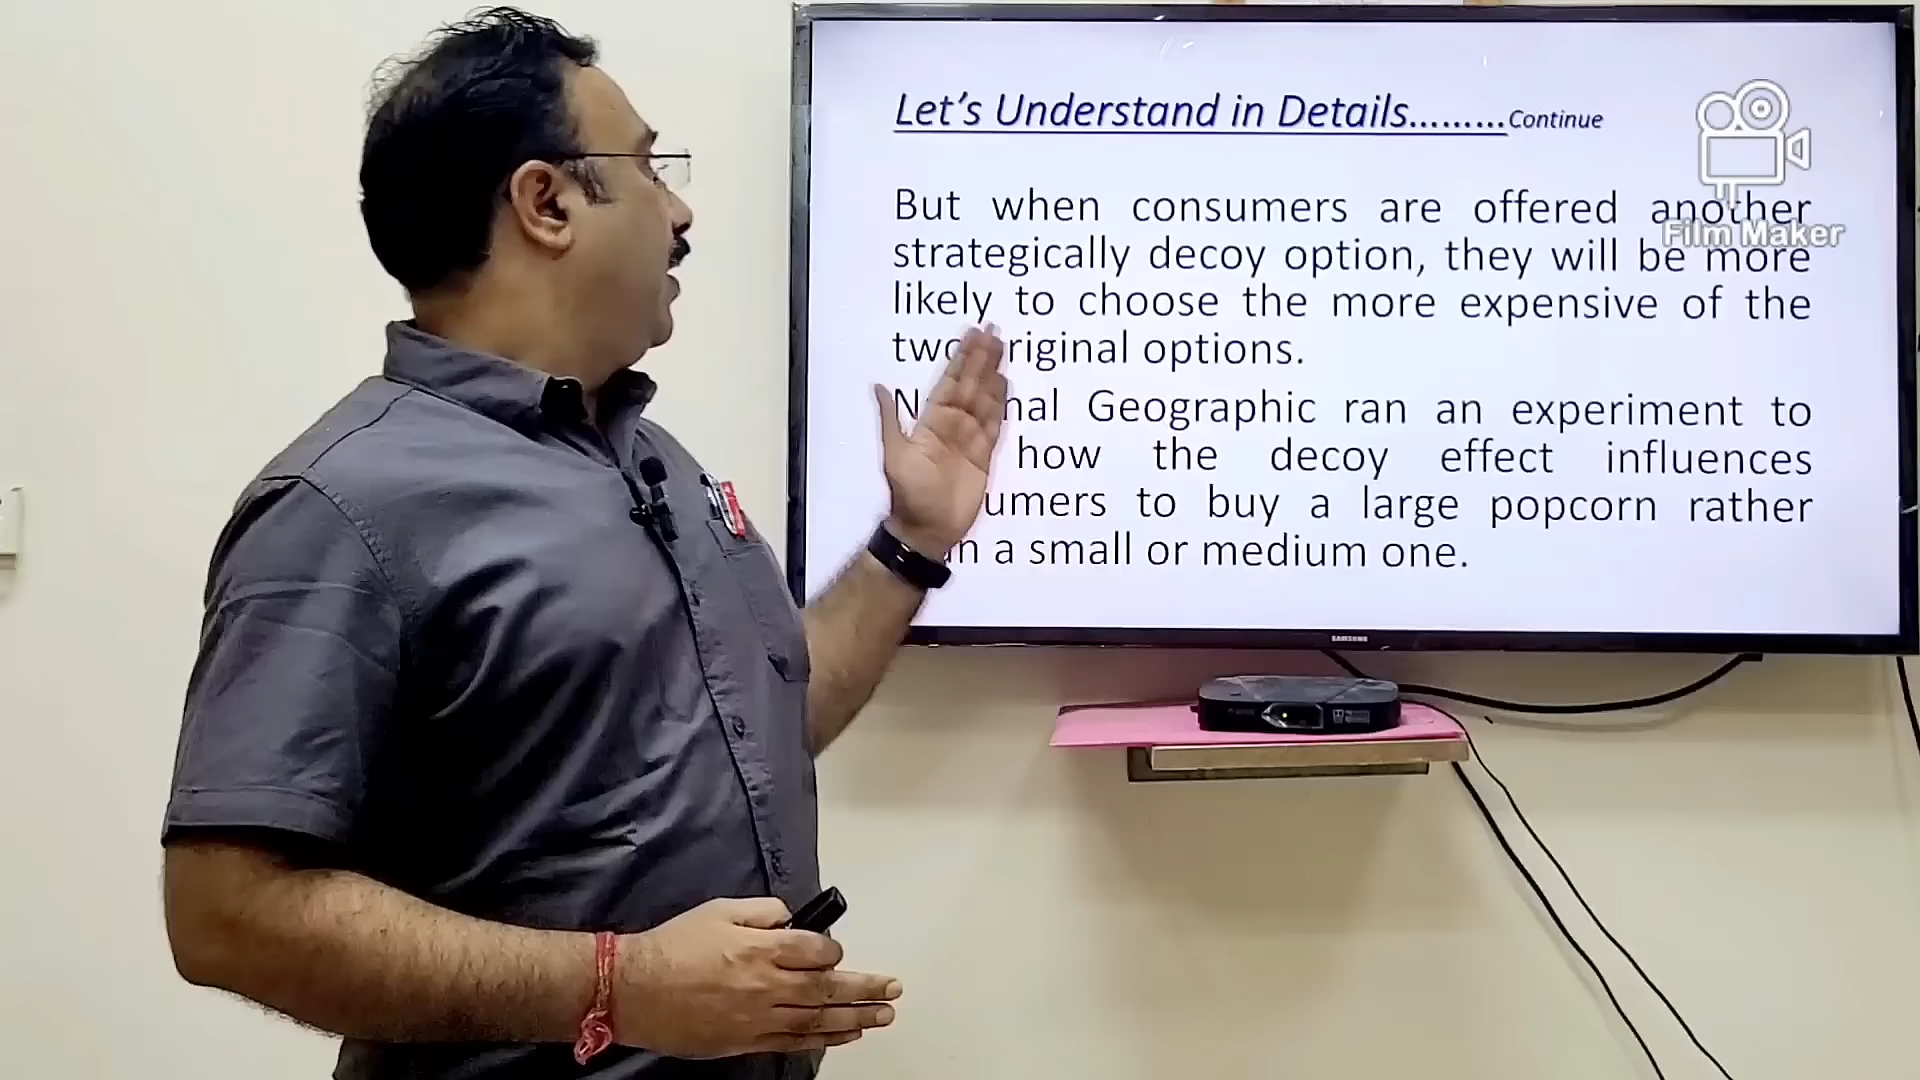 Let's Understand in Details.........Continue
But when consumers are offered another
strategically decoy option, they will be more
likely to choose the more expensive of the
two original options.
Geographic ran an experiment to
how the decoy effect influences
to buy a large popcorn rather
a small or medium one.
Film Maker
SAMSUNG